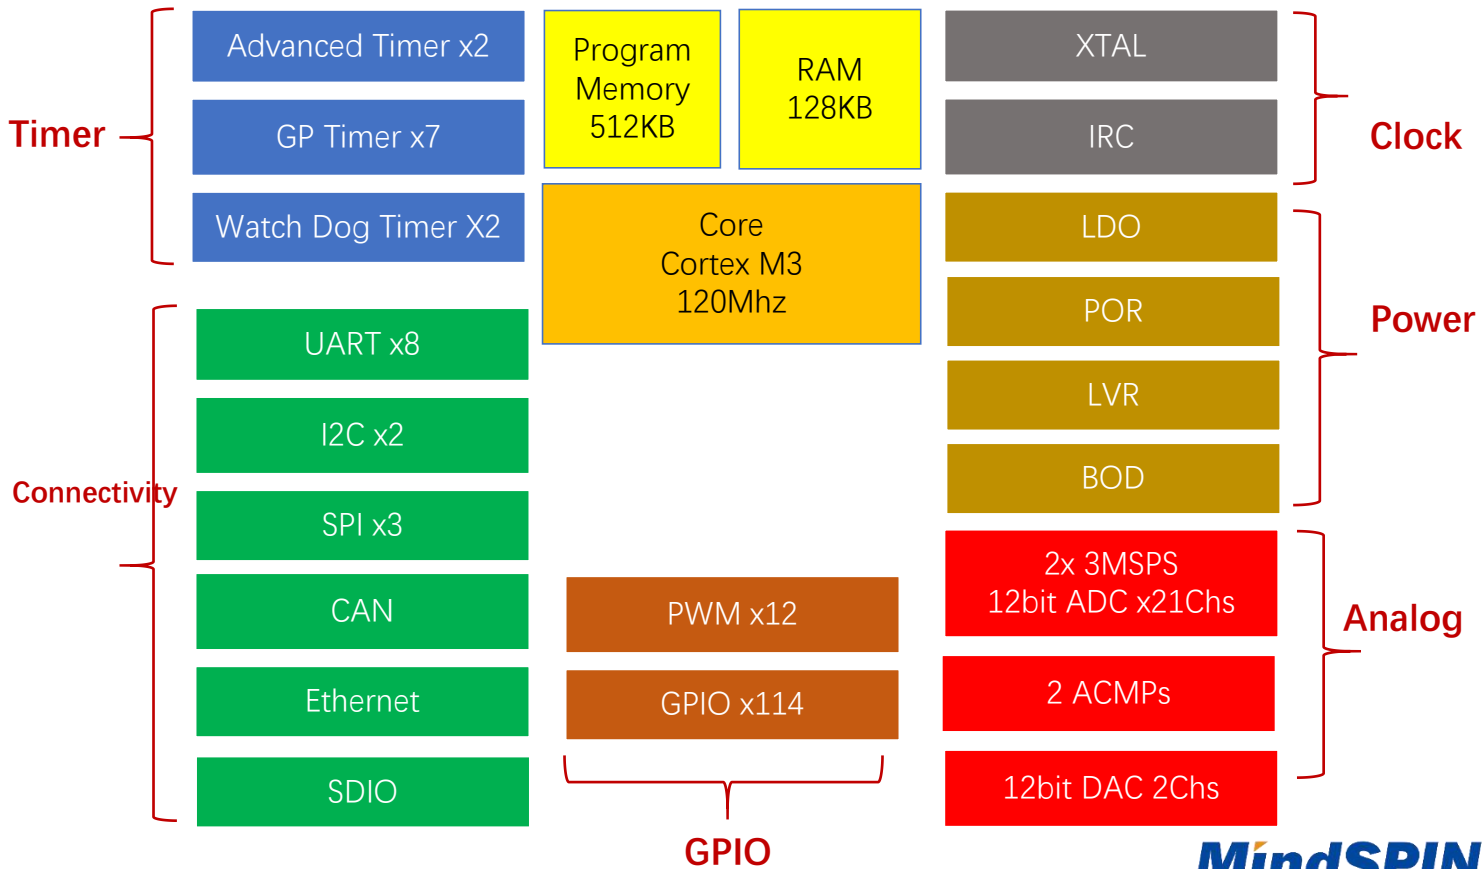 Timer
Advanced Timer x2
GP Timer x7
Watch Dog Timer X2
Connectivity
UART x8
I2C x2
SPI x3
CAN
Ethernet
SDIO
Program
Memory
512KB
RAM
128KB
Core
Cortex M3
120Mhz
PWM x12
GPIO x114
GPIO
XTAL
IRC
Clock
LDO
POR
LVR
BOD
Power
2x 3MSPS
12bit ADC x21Chs
2 ACMPs
12bit DAC 2Chs
Analog
MindSPIN